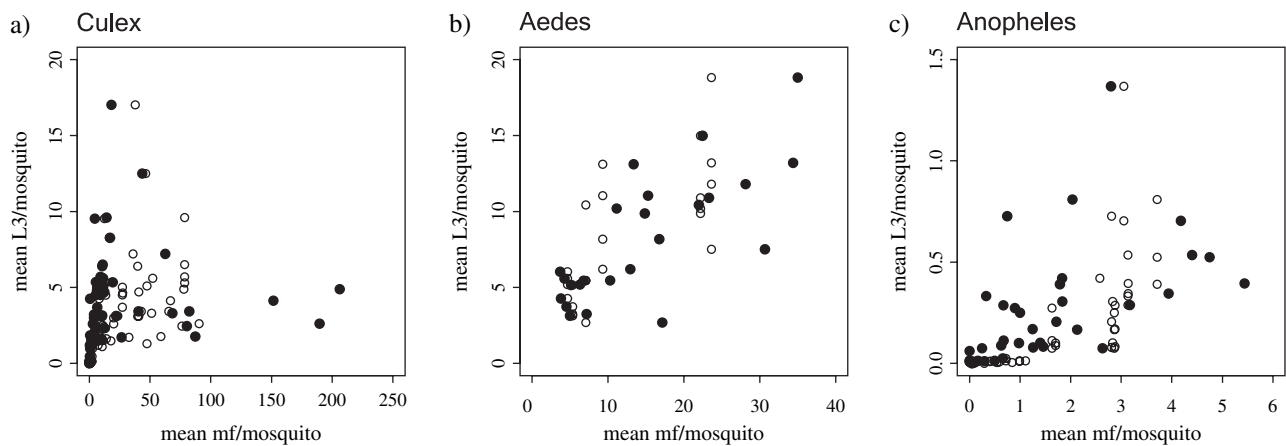 a) Culex
20
15
10
5
0
mean L3/mosquito
0 50 100 150 200 250
mean mf/mosquito
b) Aedes
20
15
10
5
0
mean L3/mosquito
0 10 20 30 40
mean mf/mosquito
c) Anopheles
1.5
1.0
0.5
0.0
mean L3/mosquito
0 1 2 3 4 5 6
mean mf/mosquito